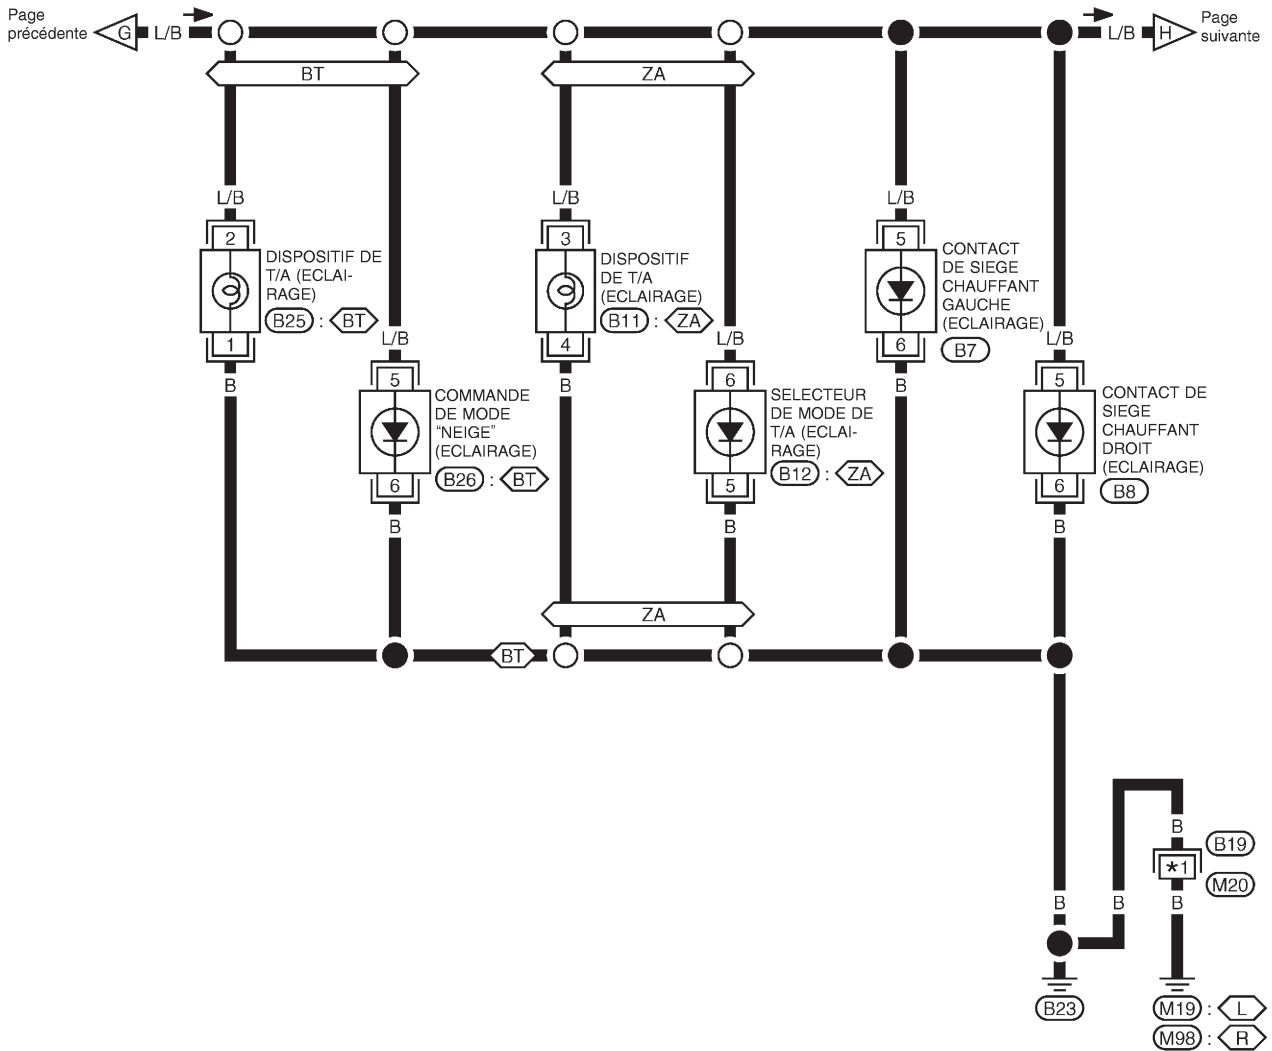 Page
précédente
G
L/B
L/B
H
Page
suivante
BT
ZA
L/B
L/B
L/B
2
DISPOSITIF DE
T/A (ECLAI-
RAGE)
B25 : BT
1
B
3
DISPOSITIF
DE T/A
(ECLAIRAGE)
B11 : ZA
4
B
5
CONTACT
DE SIEGE
CHAUFFANT
GAUCHE
(ECLAIRAGE)
B7
6
B
L/B
5
COMMANDE
DE MODE
“NEIGE”
(ECLAIRAGE)
B26 : BT
6
B
L/B
6
SELECTEUR
DE MODE DE
T/A (ECLAI-
RAGE)
B12 : ZA
5
B
L/B
5
CONTACT DE
SIEGE
CHAUFFANT
DROIT
(ECLAIRAGE)
B8
6
B
ZA
BT
B
B19
*1
M20
B
B
B
B23
M19 : L
M98 : R